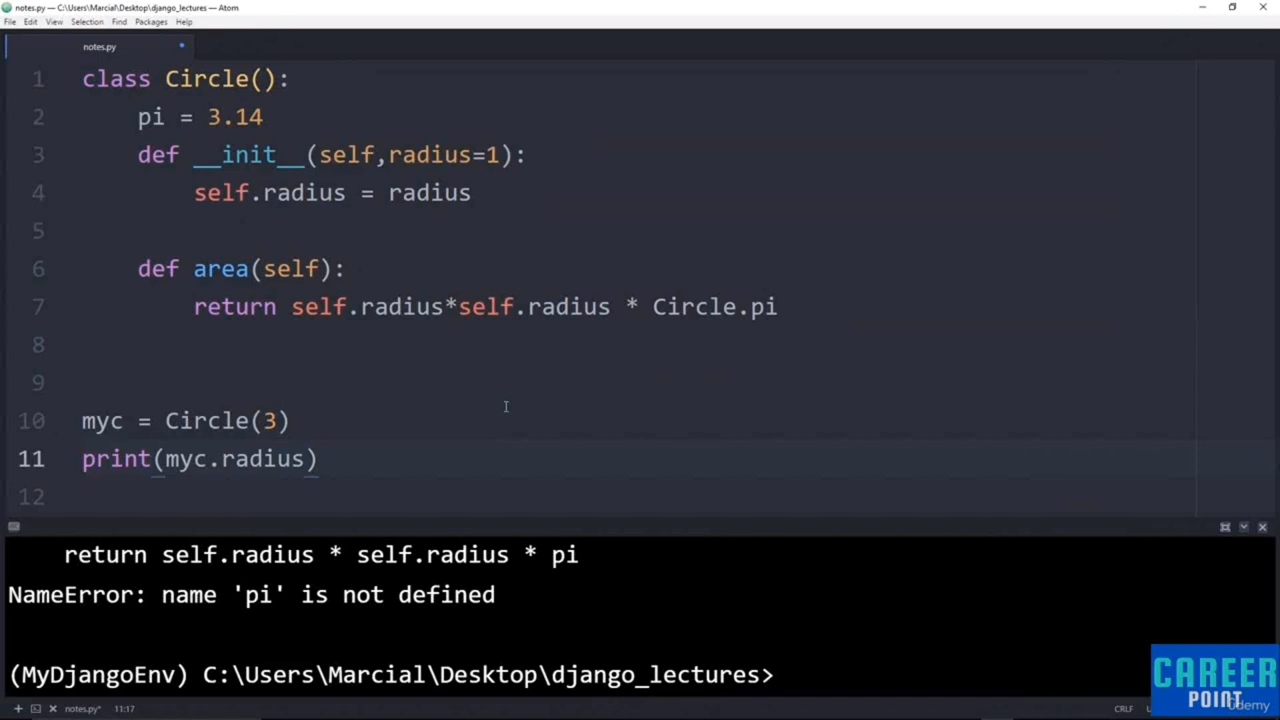 notes.py — C:\Users\Marcial\Desktop\django_lectures — Atom
File Edit View Selection Find Packages Help
notes.py
1 class Circle():
2     pi = 3.14
3     def __init__(self,radius=1):
4         self.radius = radius
5
6     def area(self):
7         return self.radius*self.radius * Circle.pi
8
9
10 myc = Circle(3)
11 print(myc.radius)
12
    return self.radius * self.radius * pi
NameError: name 'pi' is not defined
(MyDjangoEnv) C:\Users\Marcial\Desktop\django_lectures>
CAREER
POINT
Udemy
notes.py* 11:17 CRLF